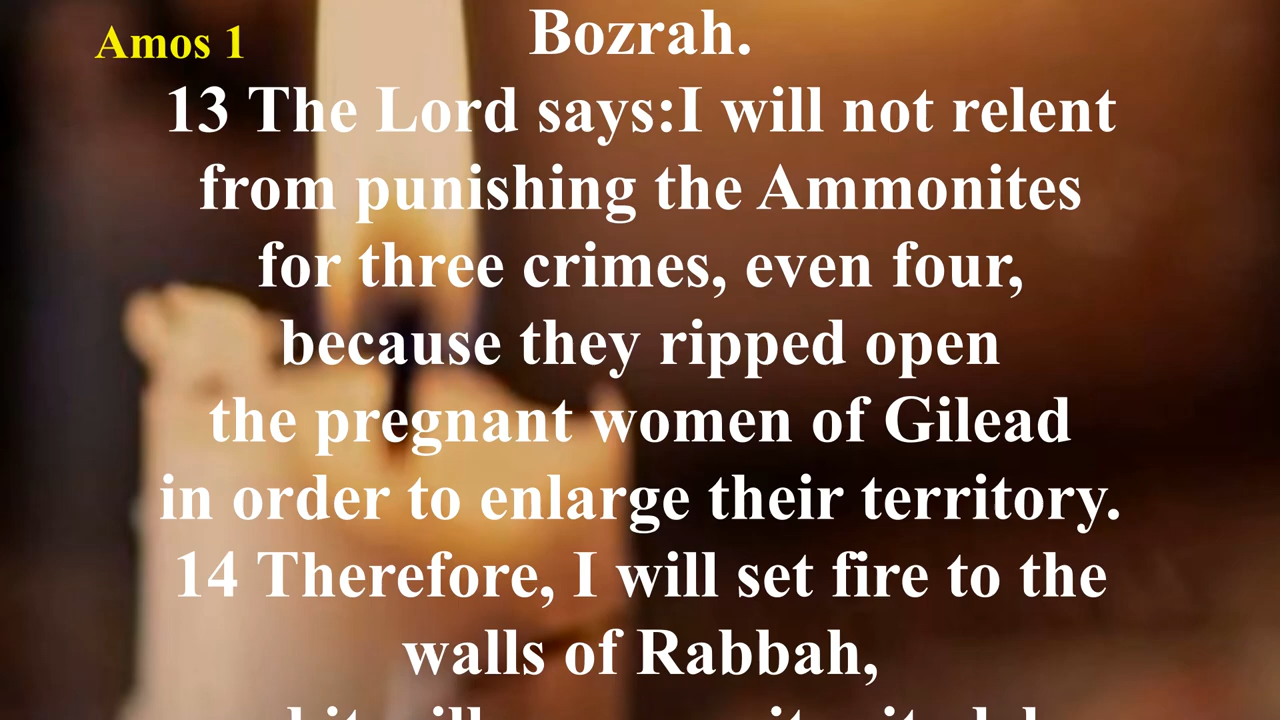 Amos 1
Bozrah.
13 The Lord says:I will not relent
from punishing the Ammonites
for three crimes, even four,
because they ripped open
the pregnant women of Gilead
in order to enlarge their territory.
14 Therefore, I will set fire to the
walls of Rabbah,